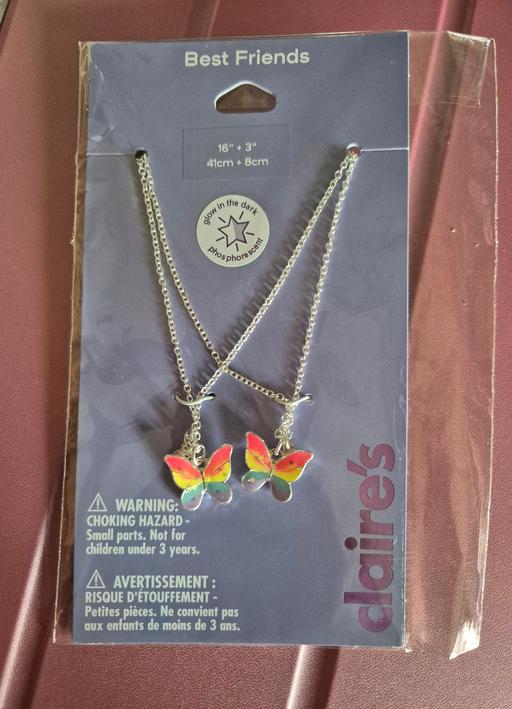 Best Friends
16" + 3"
41cm + 8cm
glow in the dark
phosphorescent
WARNING:
CHOKING HAZARD -
Small parts. Not for
children under 3 years.
AVERTISSEMENT :
RISQUE D'ÉTOUFFEMENT -
Petites pièces. Ne convient pas
aux enfants de moins de 3 ans.
claire's